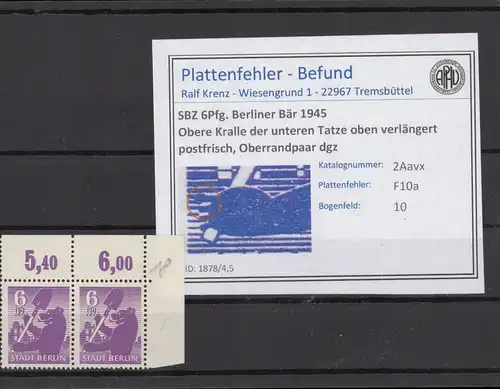 Plattenfehler - Befund
Ralf Krenz - Wiesengrund 1 - 22967 Tremsbüttel
SBZ 6Pfg. Berliner Bär 1945
Obere Kralle der unteren Tatze oben verlängert
postfrisch, Oberrandpaar dgz
Katalognummer: 2Aavx
Plattenfehler: F10a
Bogenfeld: 10
ID: 1878/4,5
5,40 6,00 18
6 6
STADT BERLIN STADT BERLIN